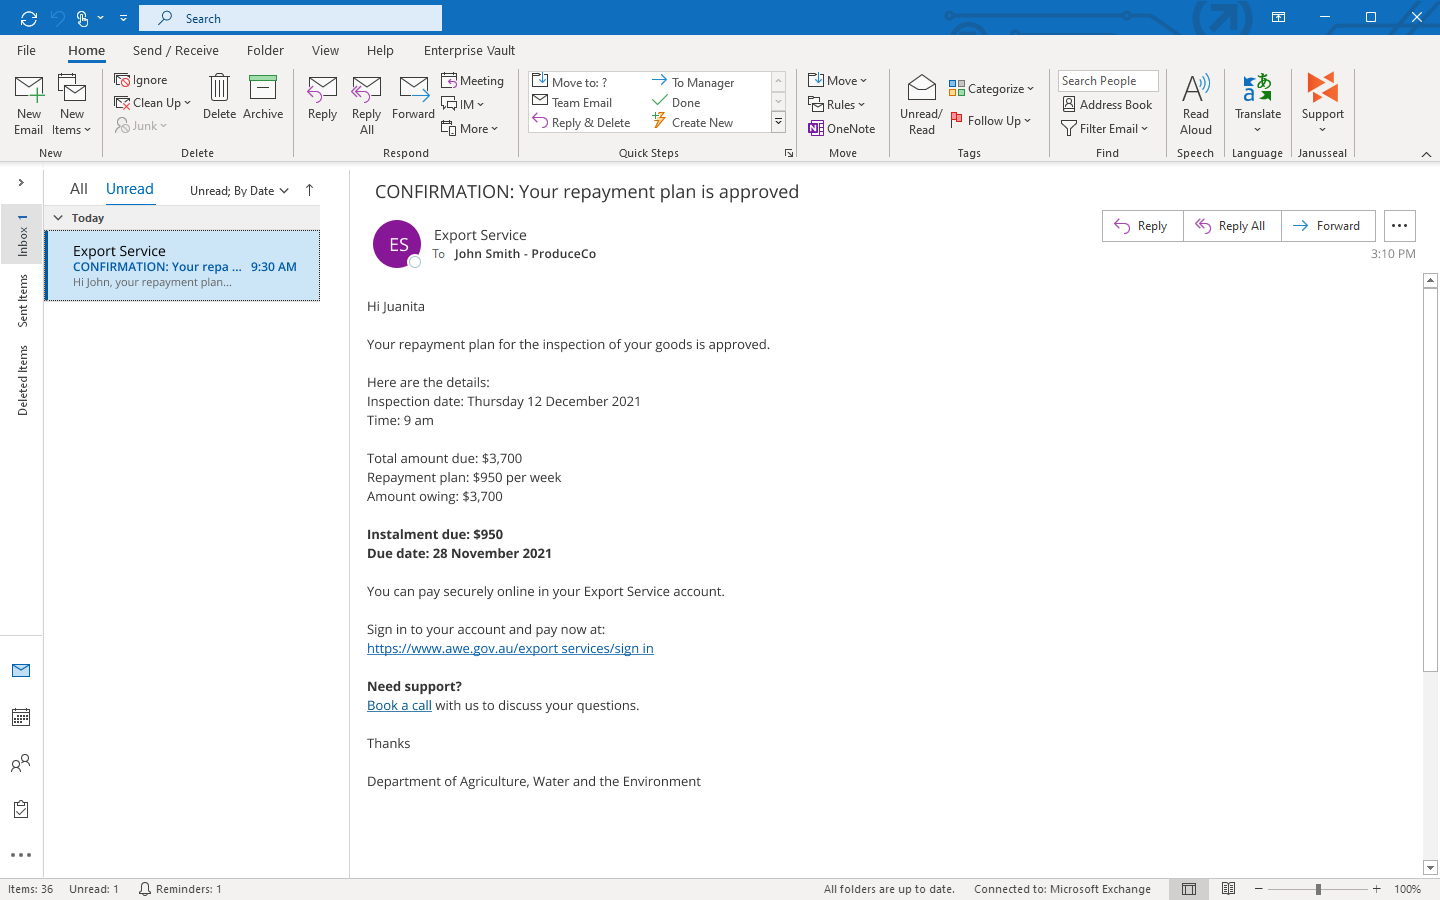 Search
File Home Send / Receive Folder View Help Enterprise Vault
New Email
New Items
New
Ignore
Clean Up
Junk
Delete
Archive
Delete
Reply
Reply All
Forward
Meeting
IM
More
Respond
Move to: ?
Team Email
Reply & Delete
To Manager
Done
Create New
Quick Steps
Move
Rules
OneNote
Move
Unread/ Read
Categorize
Follow Up
Tags
Search People
Address Book
Filter Email
Find
Read Aloud
Speech
Translate
Language
Support
Janusseal
Inbox 1
Sent Items
Deleted Items
All Unread Unread; By Date
Today
Export Service
CONFIRMATION: Your repa ... 9:30 AM
Hi John, your repayment plan...
CONFIRMATION: Your repayment plan is approved
ES
Export Service
To John Smith - ProduceCo
Reply Reply All Forward
3:10 PM
Hi Juanita
Your repayment plan for the inspection of your goods is approved.
Here are the details:
Inspection date: Thursday 12 December 2021
Time: 9 am
Total amount due: $3,700
Repayment plan: $950 per week
Amount owing: $3,700
Instalment due: $950
Due date: 28 November 2021
You can pay securely online in your Export Service account.
Sign in to your account and pay now at:
https://www.awe.gov.au/export services/sign in
Need support?
Book a call with us to discuss your questions.
Thanks
Department of Agriculture, Water and the Environment
Items: 36 Unread: 1 Reminders: 1 All folders are up to date. Connected to: Microsoft Exchange 100%